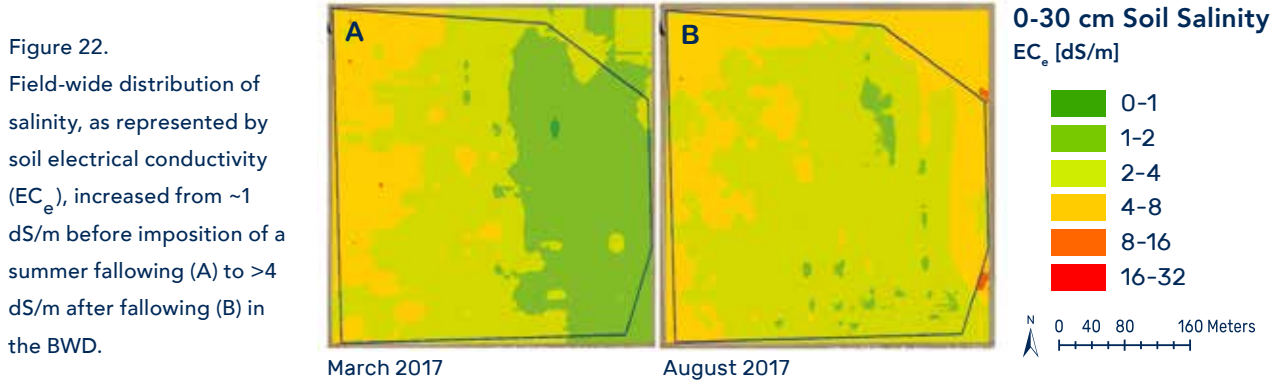 Figure 22.
Field-wide distribution of
salinity, as represented by
soil electrical conductivity
(ECe), increased from ~1
dS/m before imposition of a
summer fallowing (A) to >4
dS/m after fallowing (B) in
the BWD.
A
B
March 2017
August 2017
0-30 cm Soil Salinity
ECe [dS/m]
0-1
1-2
2-4
4-8
8-16
16-32
N
0 40 80 160 Meters